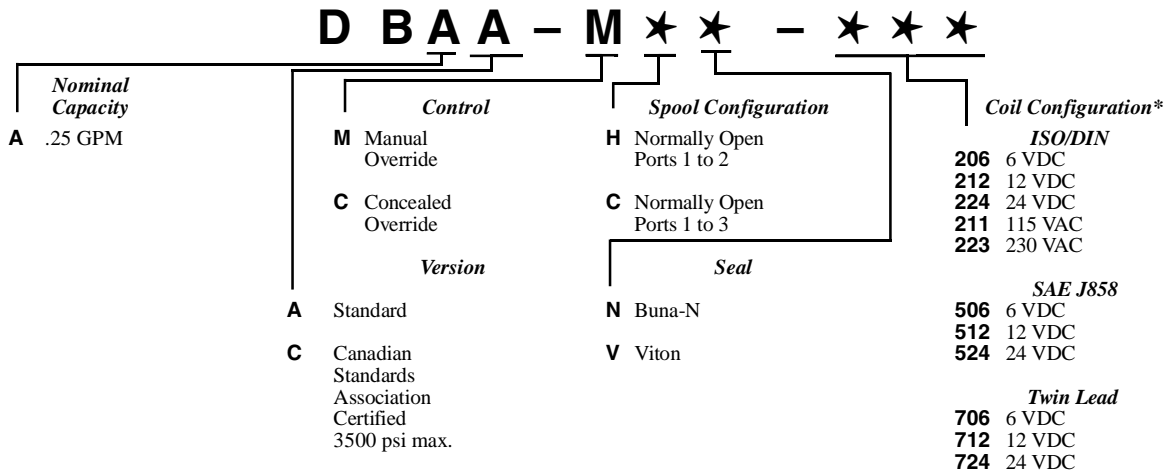 D B A A – M ✶ ✶ – ✶ ✶ ✶
Nominal
Capacity
A .25 GPM
Control
M Manual
Override
C Concealed
Override
Version
A Standard
C Canadian
Standards
Association
Certified
3500 psi max.
Spool Configuration
H Normally Open
Ports 1 to 2
C Normally Open
Ports 1 to 3
Seal
N Buna-N
V Viton
Coil Configuration*
ISO/DIN
206 6 VDC
212 12 VDC
224 24 VDC
211 115 VAC
223 230 VAC
SAE J858
506 6 VDC
512 12 VDC
524 24 VDC
Twin Lead
706 6 VDC
712 12 VDC
724 24 VDC